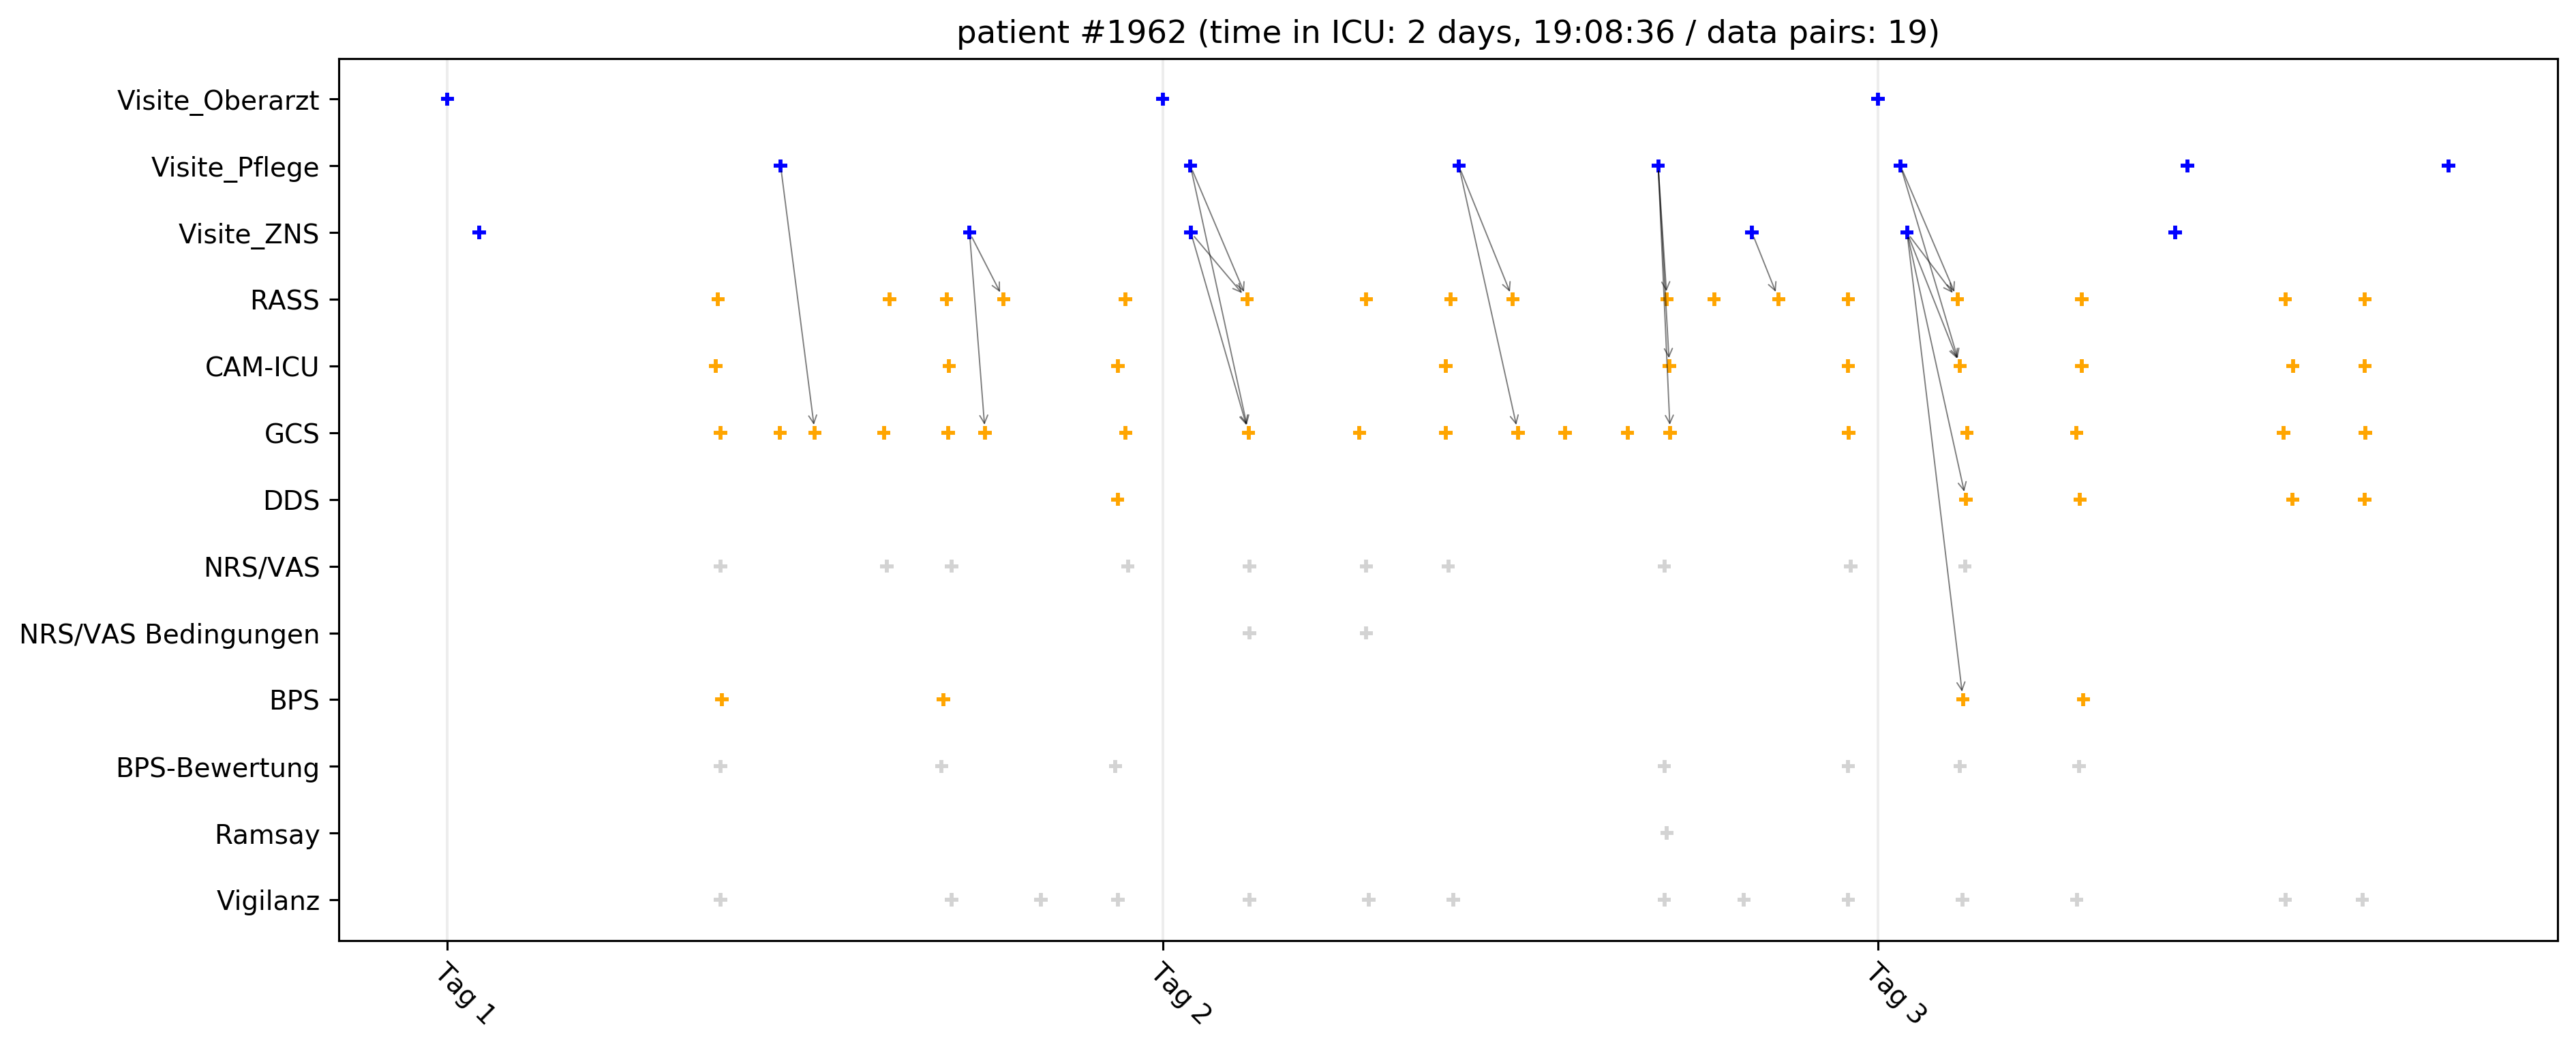 patient #1962 (time in ICU: 2 days, 19:08:36 / data pairs: 19)
Visite_Oberarzt
Visite_Pflege
Visite_ZNS
RASS
CAM-ICU
GCS
DDS
NRS/VAS
NRS/VAS Bedingungen
BPS
BPS-Bewertung
Ramsay
Vigilanz
Tag 1
Tag 2
Tag 3